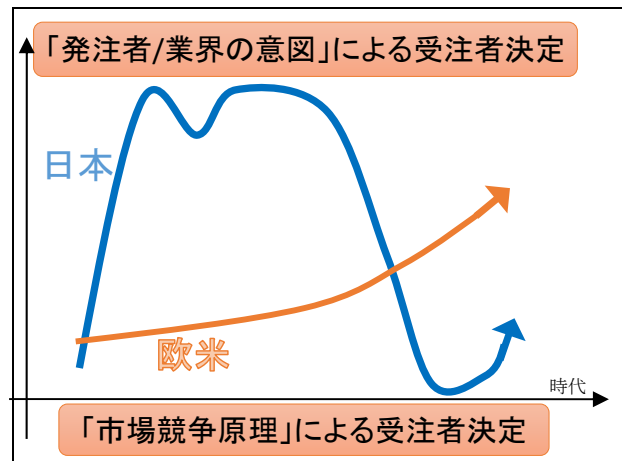 「発注者/業界の意図」による受注者決定
日本
欧米
時代
「市場競争原理」による受注者決定